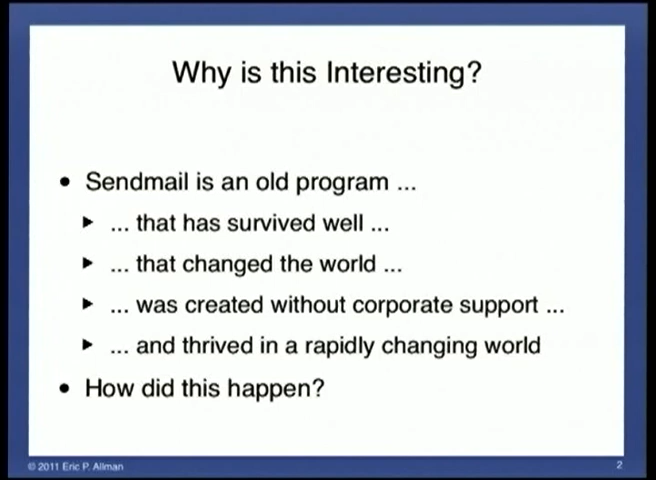 Why is this Interesting?
• Sendmail is an old program ...
► ... that has survived well ...
► ... that changed the world ...
► ... was created without corporate support ...
► ... and thrived in a rapidly changing world
• How did this happen?
© 2011 Eric P. Allman
2